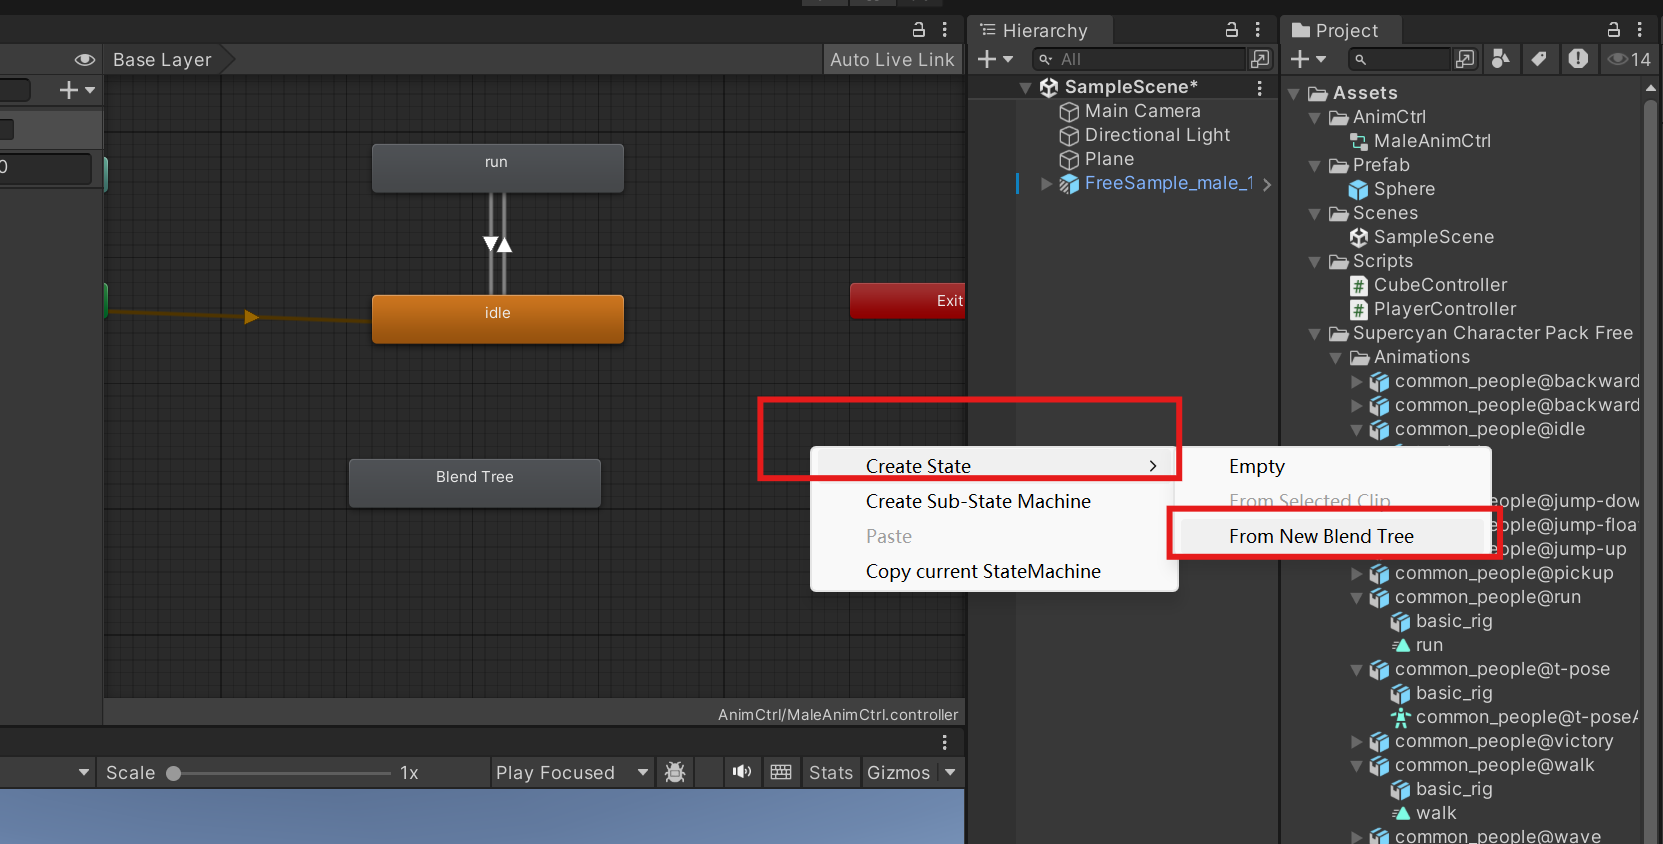 Base Layer
Auto Live Link
0
run
idle
Exit
Blend Tree
AnimCtrl/MaleAnimCtrl.controller
Scale
1x
Play Focused
Stats
Gizmos
Hierarchy
All
SampleScene*
Main Camera
Directional Light
Plane
FreeSample_male_1
Create State
Create Sub-State Machine
Paste
Copy current StateMachine
Empty
From Selected Clip
From New Blend Tree
Project
14
Assets
AnimCtrl
MaleAnimCtrl
Prefab
Sphere
Scenes
SampleScene
Scripts
CubeController
PlayerController
Supercyan Character Pack Free
Animations
common_people@backward
common_people@backward
common_people@idle
eople@jump-dow
eople@jump-floa
eople@jump-up
common_people@pickup
common_people@run
basic_rig
run
common_people@t-pose
basic_rig
common_people@t-poseA
common_people@victory
common_people@walk
basic_rig
walk
common_people@wave